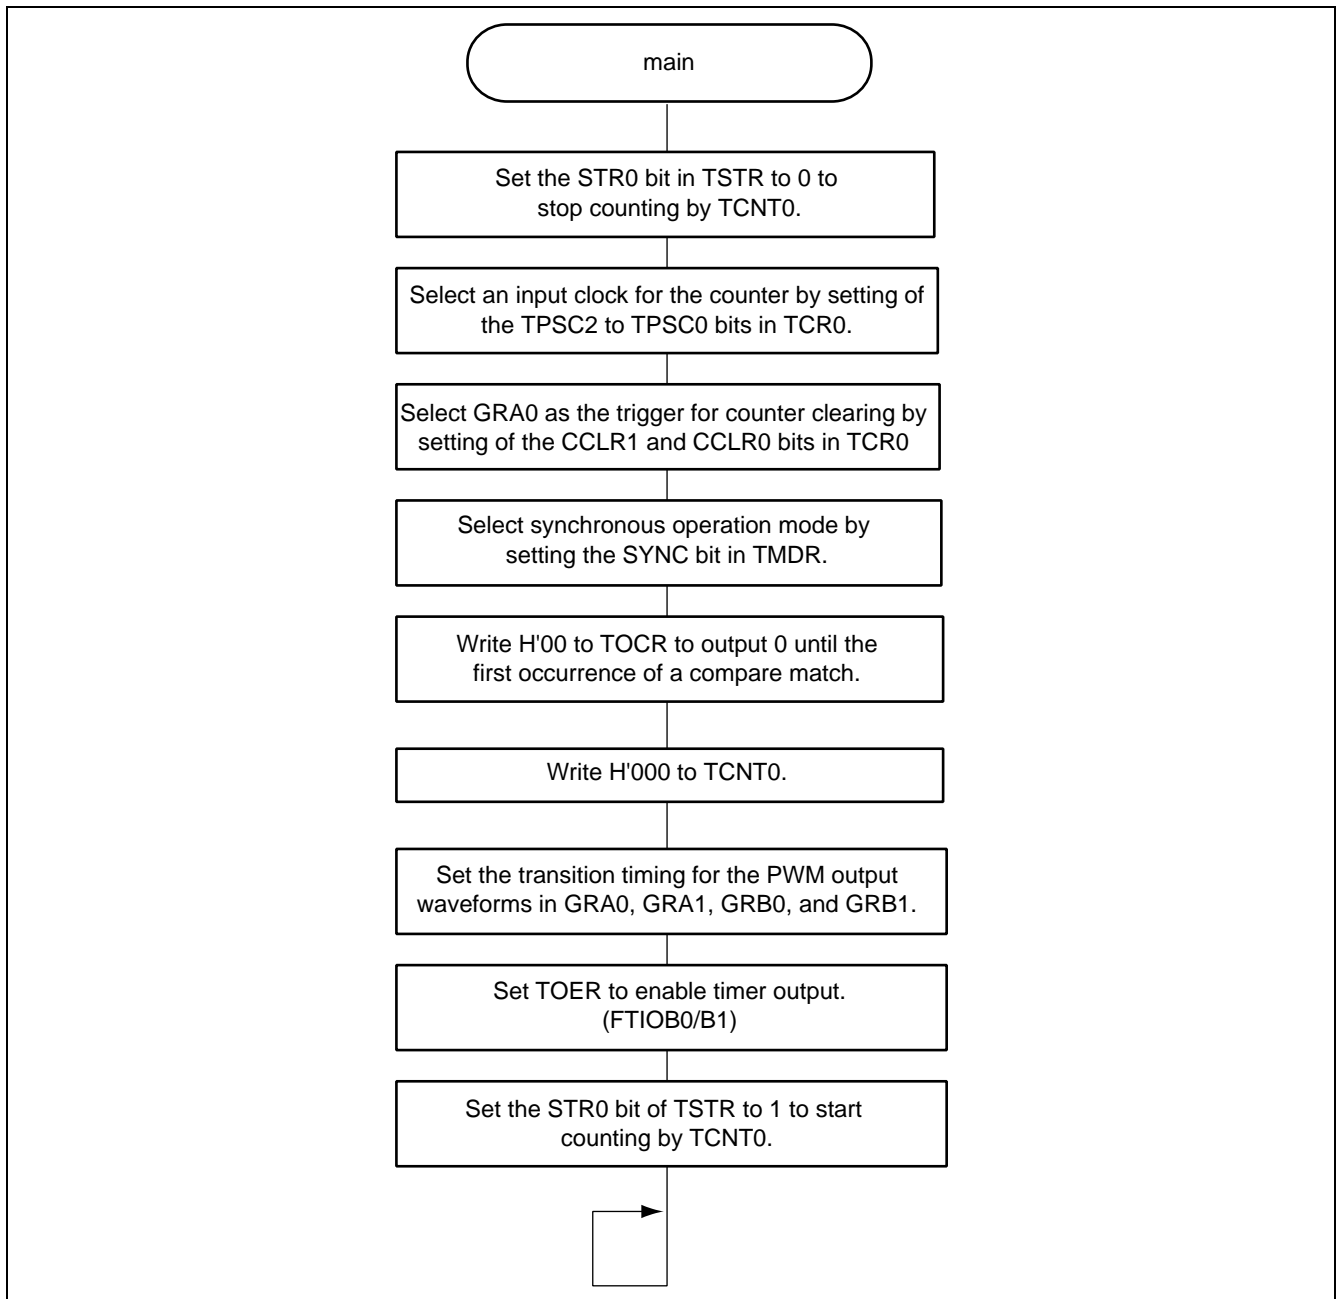 main
Set the STR0 bit in TSTR to 0 to
stop counting by TCNT0.
Select an input clock for the counter by setting of
the TPSC2 to TPSC0 bits in TCR0.
Select GRA0 as the trigger for counter clearing by
setting of the CCLR1 and CCLR0 bits in TCR0
Select synchronous operation mode by
setting the SYNC bit in TMDR.
Write H'00 to TOCR to output 0 until the
first occurrence of a compare match.
Write H'000 to TCNT0.
Set the transition timing for the PWM output
waveforms in GRA0, GRA1, GRB0, and GRB1.
Set TOER to enable timer output.
(FTIOB0/B1)
Set the STR0 bit of TSTR to 1 to start
counting by TCNT0.